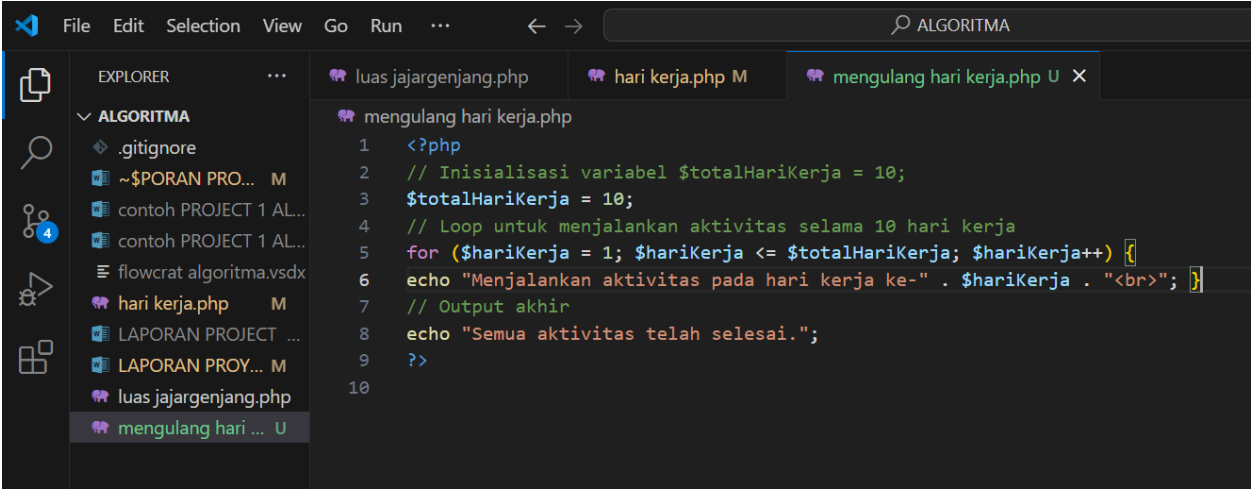 File Edit Selection View Go Run ··· ← → ALGORITMA
EXPLORER ···
luas jajargenjang.php hari kerja.php M mengulang hari kerja.php U ×
ALGORITMA
.gitignore
~$PORAN PRO... M
contoh PROJECT 1 AL...
contoh PROJECT 1 AL...
flowcrat algoritma.vsdx
hari kerja.php M
LAPORAN PROJECT ...
LAPORAN PROY... M
luas jajargenjang.php
mengulang hari ... U
4
mengulang hari kerja.php
1 <?php
2 // Inisialisasi variabel $totalHariKerja = 10;
3 $totalHariKerja = 10;
4 // Loop untuk menjalankan aktivitas selama 10 hari kerja
5 for ($hariKerja = 1; $hariKerja <= $totalHariKerja; $hariKerja++) {
6 echo "Menjalankan aktivitas pada hari kerja ke-" . $hariKerja . "<br>"; }
7 // Output akhir
8 echo "Semua aktivitas telah selesai.";
9 ?>
10